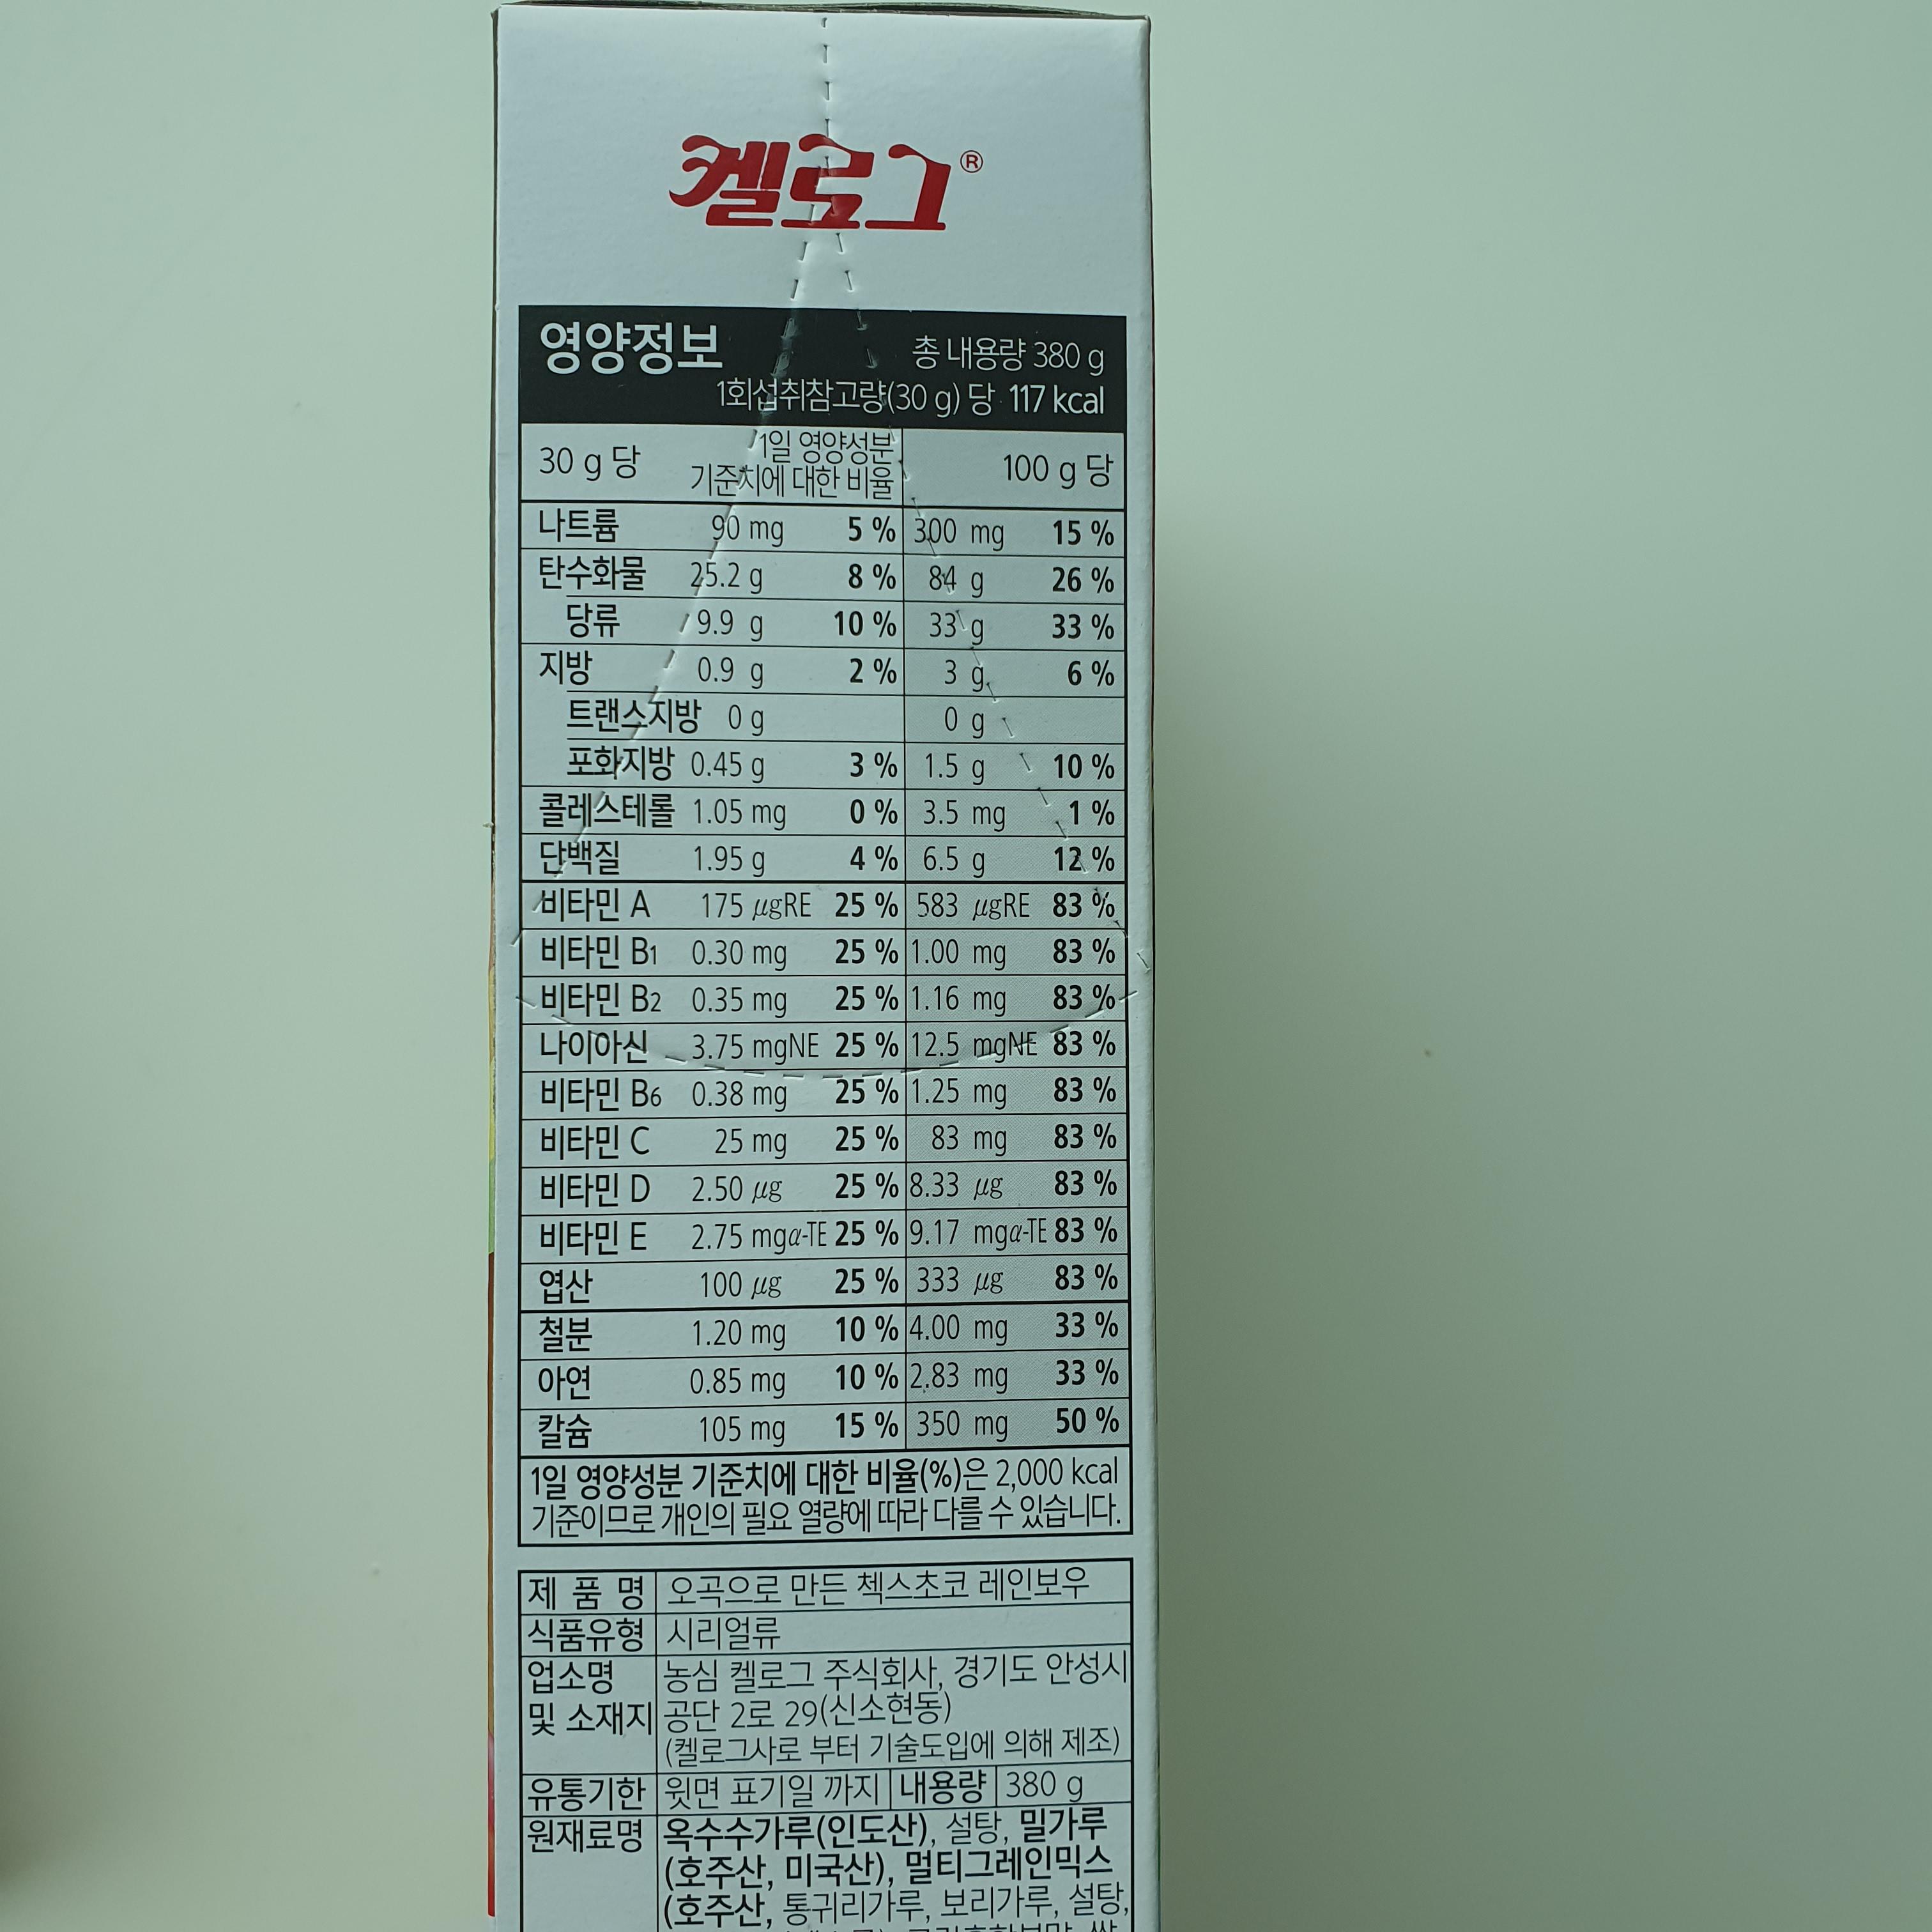 켈로그®
영양정보 총 내용량 380 g
1회섭취참고량(30 g) 당 117 kcal
30 g 당 1일 영양성분 기준치에 대한 비율 100 g 당
나트륨 90 mg 5 % 300 mg 15 %
탄수화물 25.2 g 8 % 84 g 26 %
당류 9.9 g 10 % 33 g 33 %
지방 0.9 g 2 % 3 g 6 %
트랜스지방 0 g 0 g
포화지방 0.45 g 3 % 1.5 g 10 %
콜레스테롤 1.05 mg 0 % 3.5 mg 1 %
단백질 1.95 g 4 % 6.5 g 12 %
비타민 A 175 μgRE 25 % 583 μgRE 83 %
비타민 B1 0.30 mg 25 % 1.00 mg 83 %
비타민 B2 0.35 mg 25 % 1.16 mg 83 %
나이아신 3.75 mgNE 25 % 12.5 mgNE 83 %
비타민 B6 0.38 mg 25 % 1.25 mg 83 %
비타민 C 25 mg 25 % 83 mg 83 %
비타민 D 2.50 μg 25 % 8.33 μg 83 %
비타민 E 2.75 mgα-TE 25 % 9.17 mgα-TE 83 %
엽산 100 μg 25 % 333 μg 83 %
철분 1.20 mg 10 % 4.00 mg 33 %
아연 0.85 mg 10 % 2.83 mg 33 %
칼슘 105 mg 15 % 350 mg 50 %
1일 영양성분 기준치에 대한 비율(%)은 2,000 kcal
기준이므로 개인의 필요 열량에 따라 다를 수 있습니다.
제 품 명 오곡으로 만든 첵스초코 레인보우
식품유형 시리얼류
업소명 농심 켈로그 주식회사, 경기도 안성시
및 소재지 공단 2로 29(신소현동)
(켈로그사로 부터 기술도입에 의해 제조)
유통기한 윗면 표기일 까지 내용량 380 g
원재료명 옥수수가루(인도산), 설탕, 밀가루
(호주산, 미국산), 멀티그레인믹스
(호주산, 통귀리가루, 보리가루, 설탕,